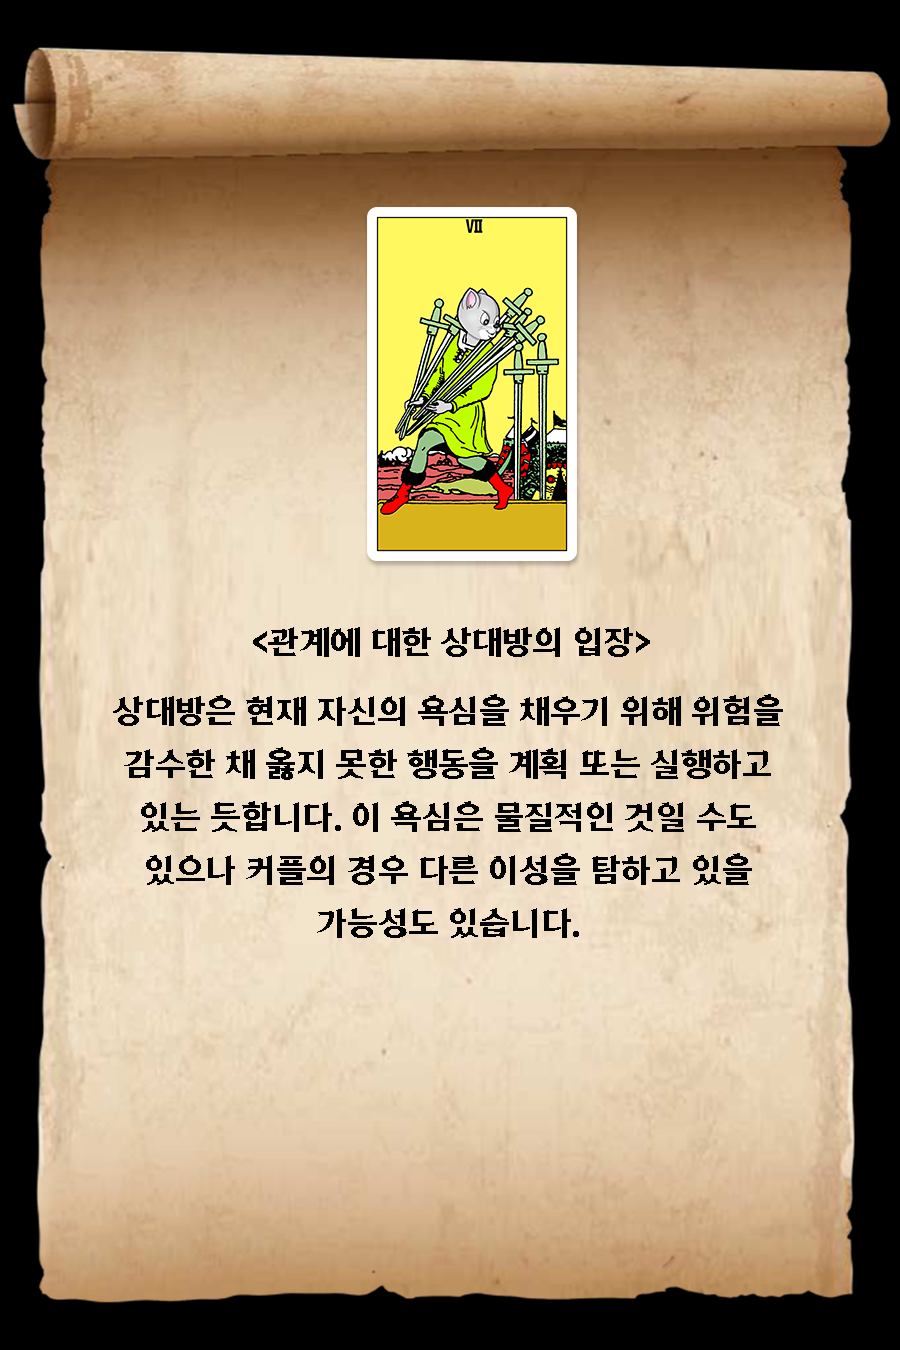 VII
<관계에 대한 상대방의 입장>
상대방은 현재 자신의 욕심을 채우기 위해 위험을
감수한 채 옳지 못한 행동을 계획 또는 실행하고
있는 듯합니다. 이 욕심은 물질적인 것일 수도
있으나 커플의 경우 다른 이성을 탐하고 있을
가능성도 있습니다.